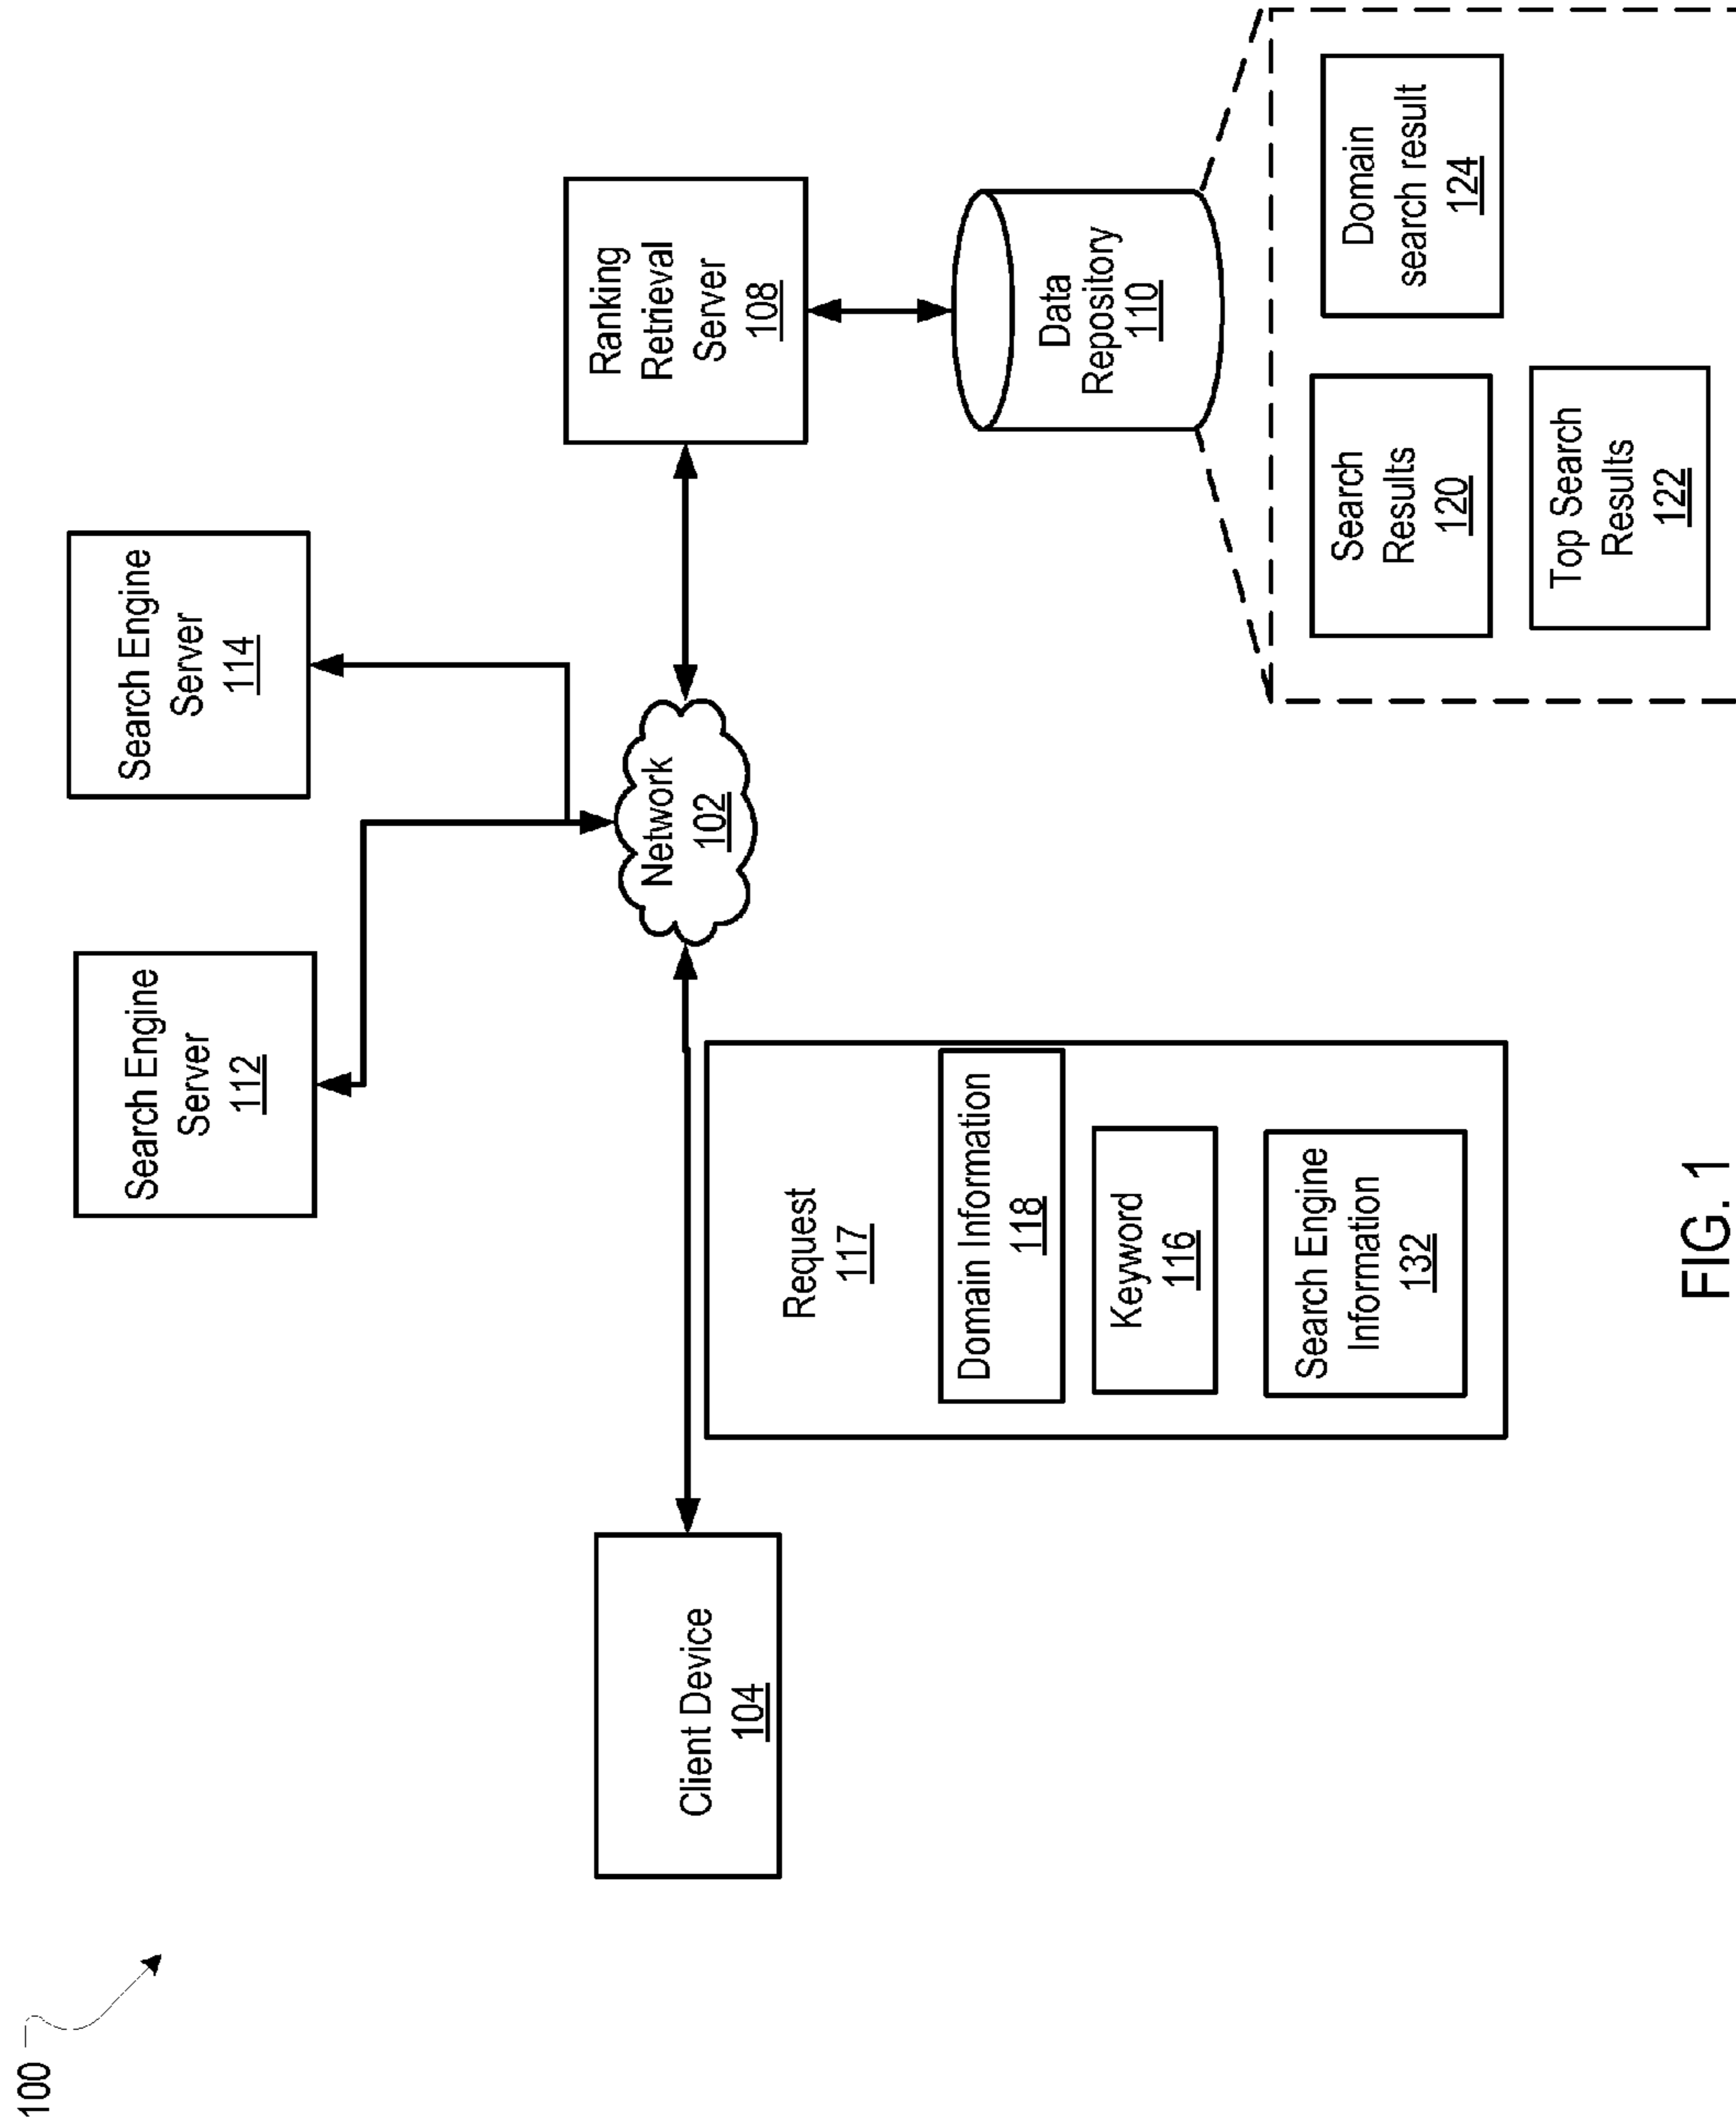 100
Search Engine
Server
112
Search Engine
Server
114
Client Device
104
Network
102
Ranking
Retrieval
Server
108
Request
117
Domain Information
118
Keyword
116
Search Engine
Information
132
Data
Repository
110
Search
Results
120
Domain
search result
124
Top Search
Results
122
FIG. 1